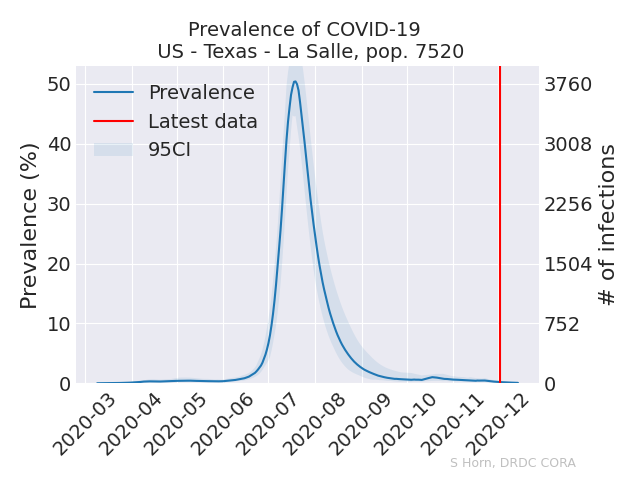 Prevalence of COVID-19
US - Texas - La Salle, pop. 7520
Prevalence
Latest data
95CI
Prevalence (%)
50
40
30
20
10
0
3760
3008
2256
1504
752
0
# of infections
2020-03
2020-04
2020-05
2020-06
2020-07
2020-08
2020-09
2020-10
2020-11
2020-12
S Horn, DRDC CORA